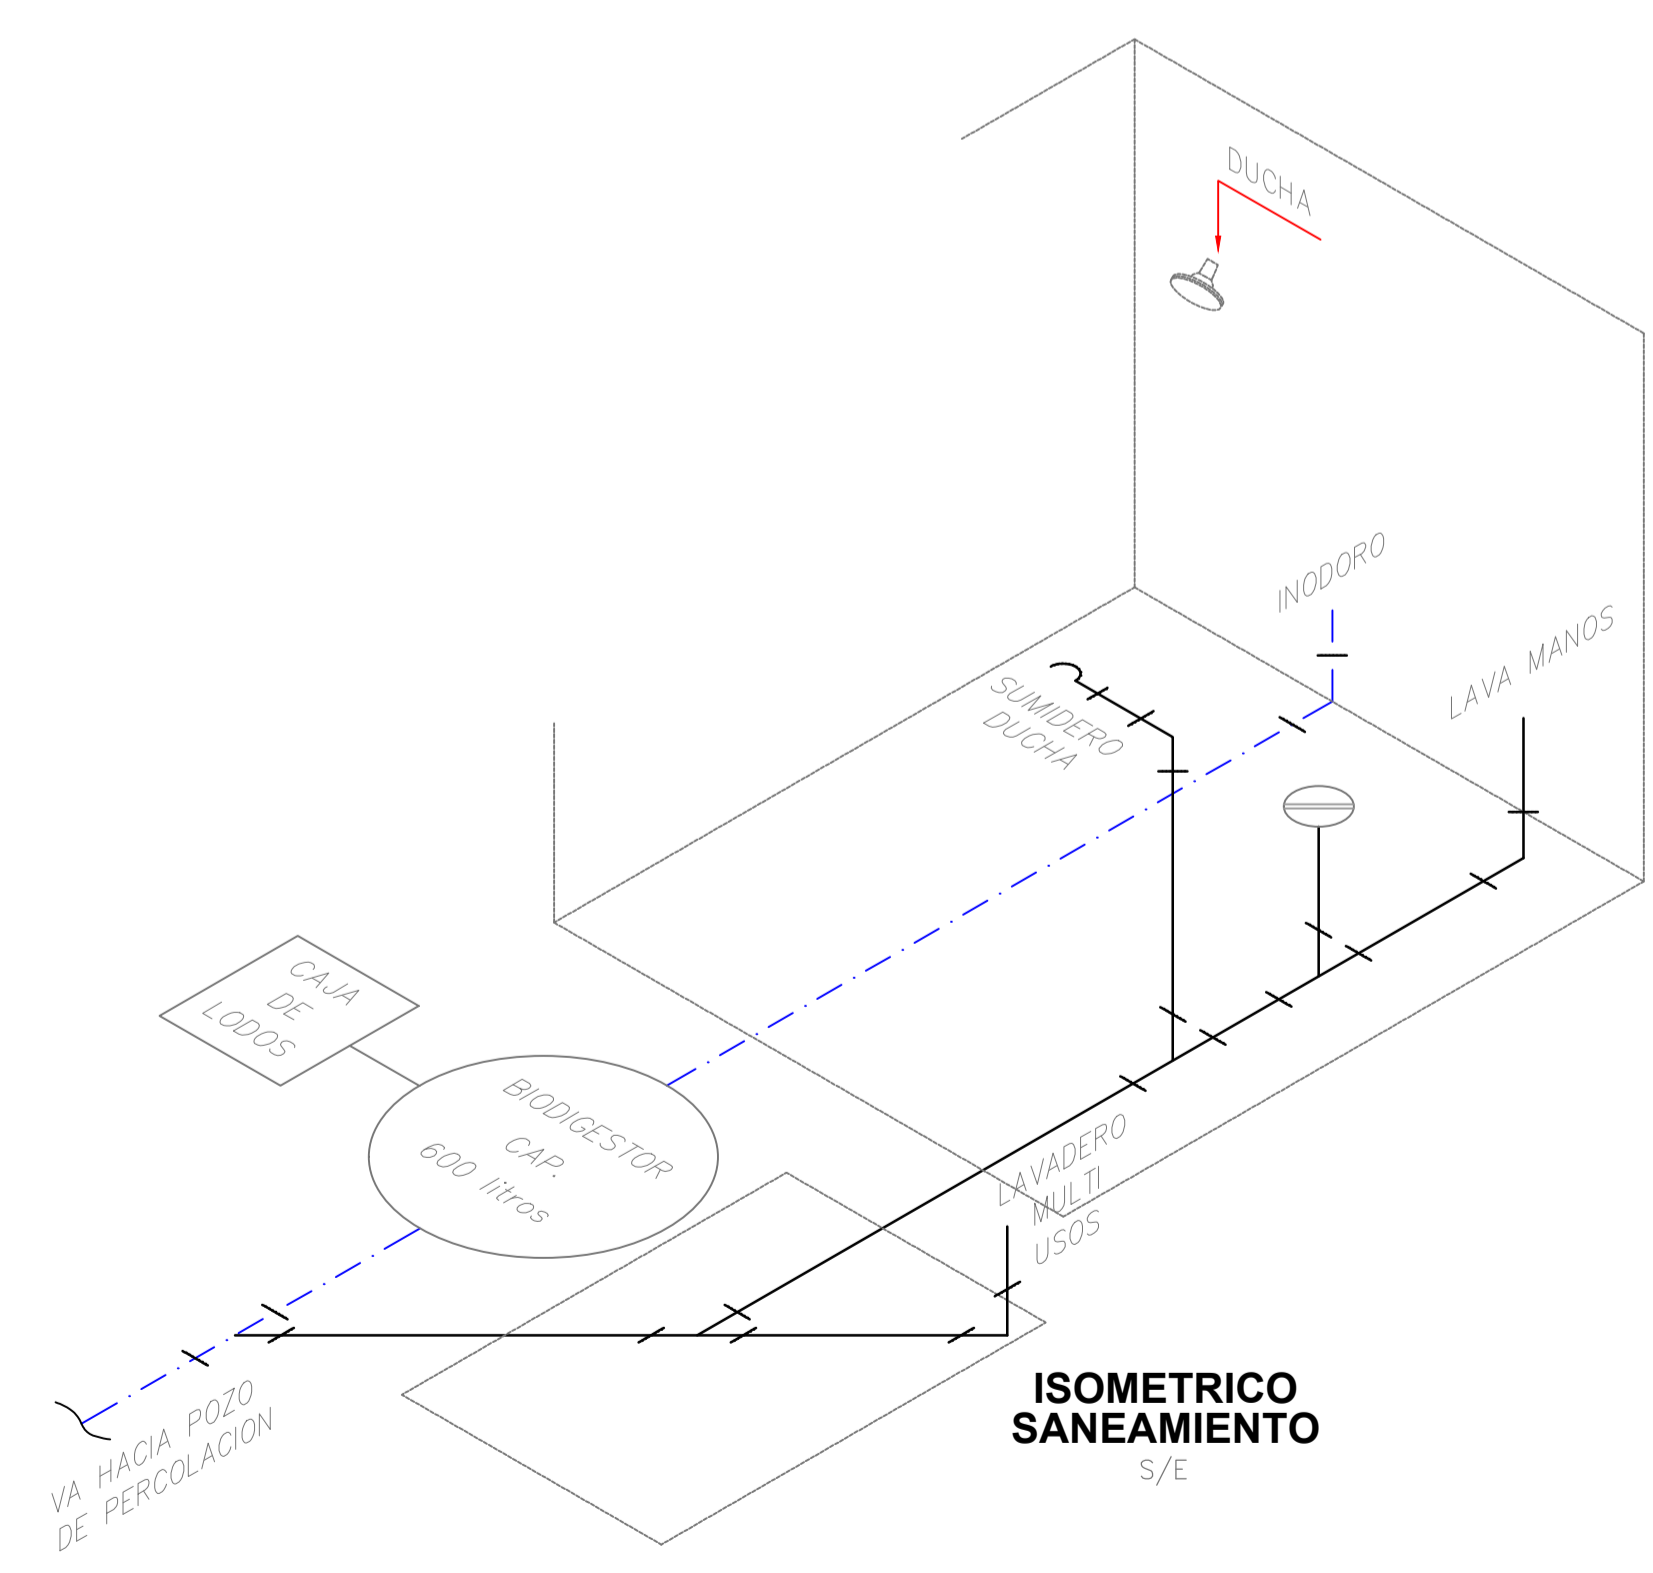 DUCHA
INODORO
LAVA MANOS
SUMIDERO
DUCHA
CAJA
DE
LODOS
BIODIGESTOR
CAP.
600 litros
LAVADERO
MULTI
USOS
VA HACIA POZO
DE PERCOLACION
ISOMETRICO
SANEAMIENTO
S/E